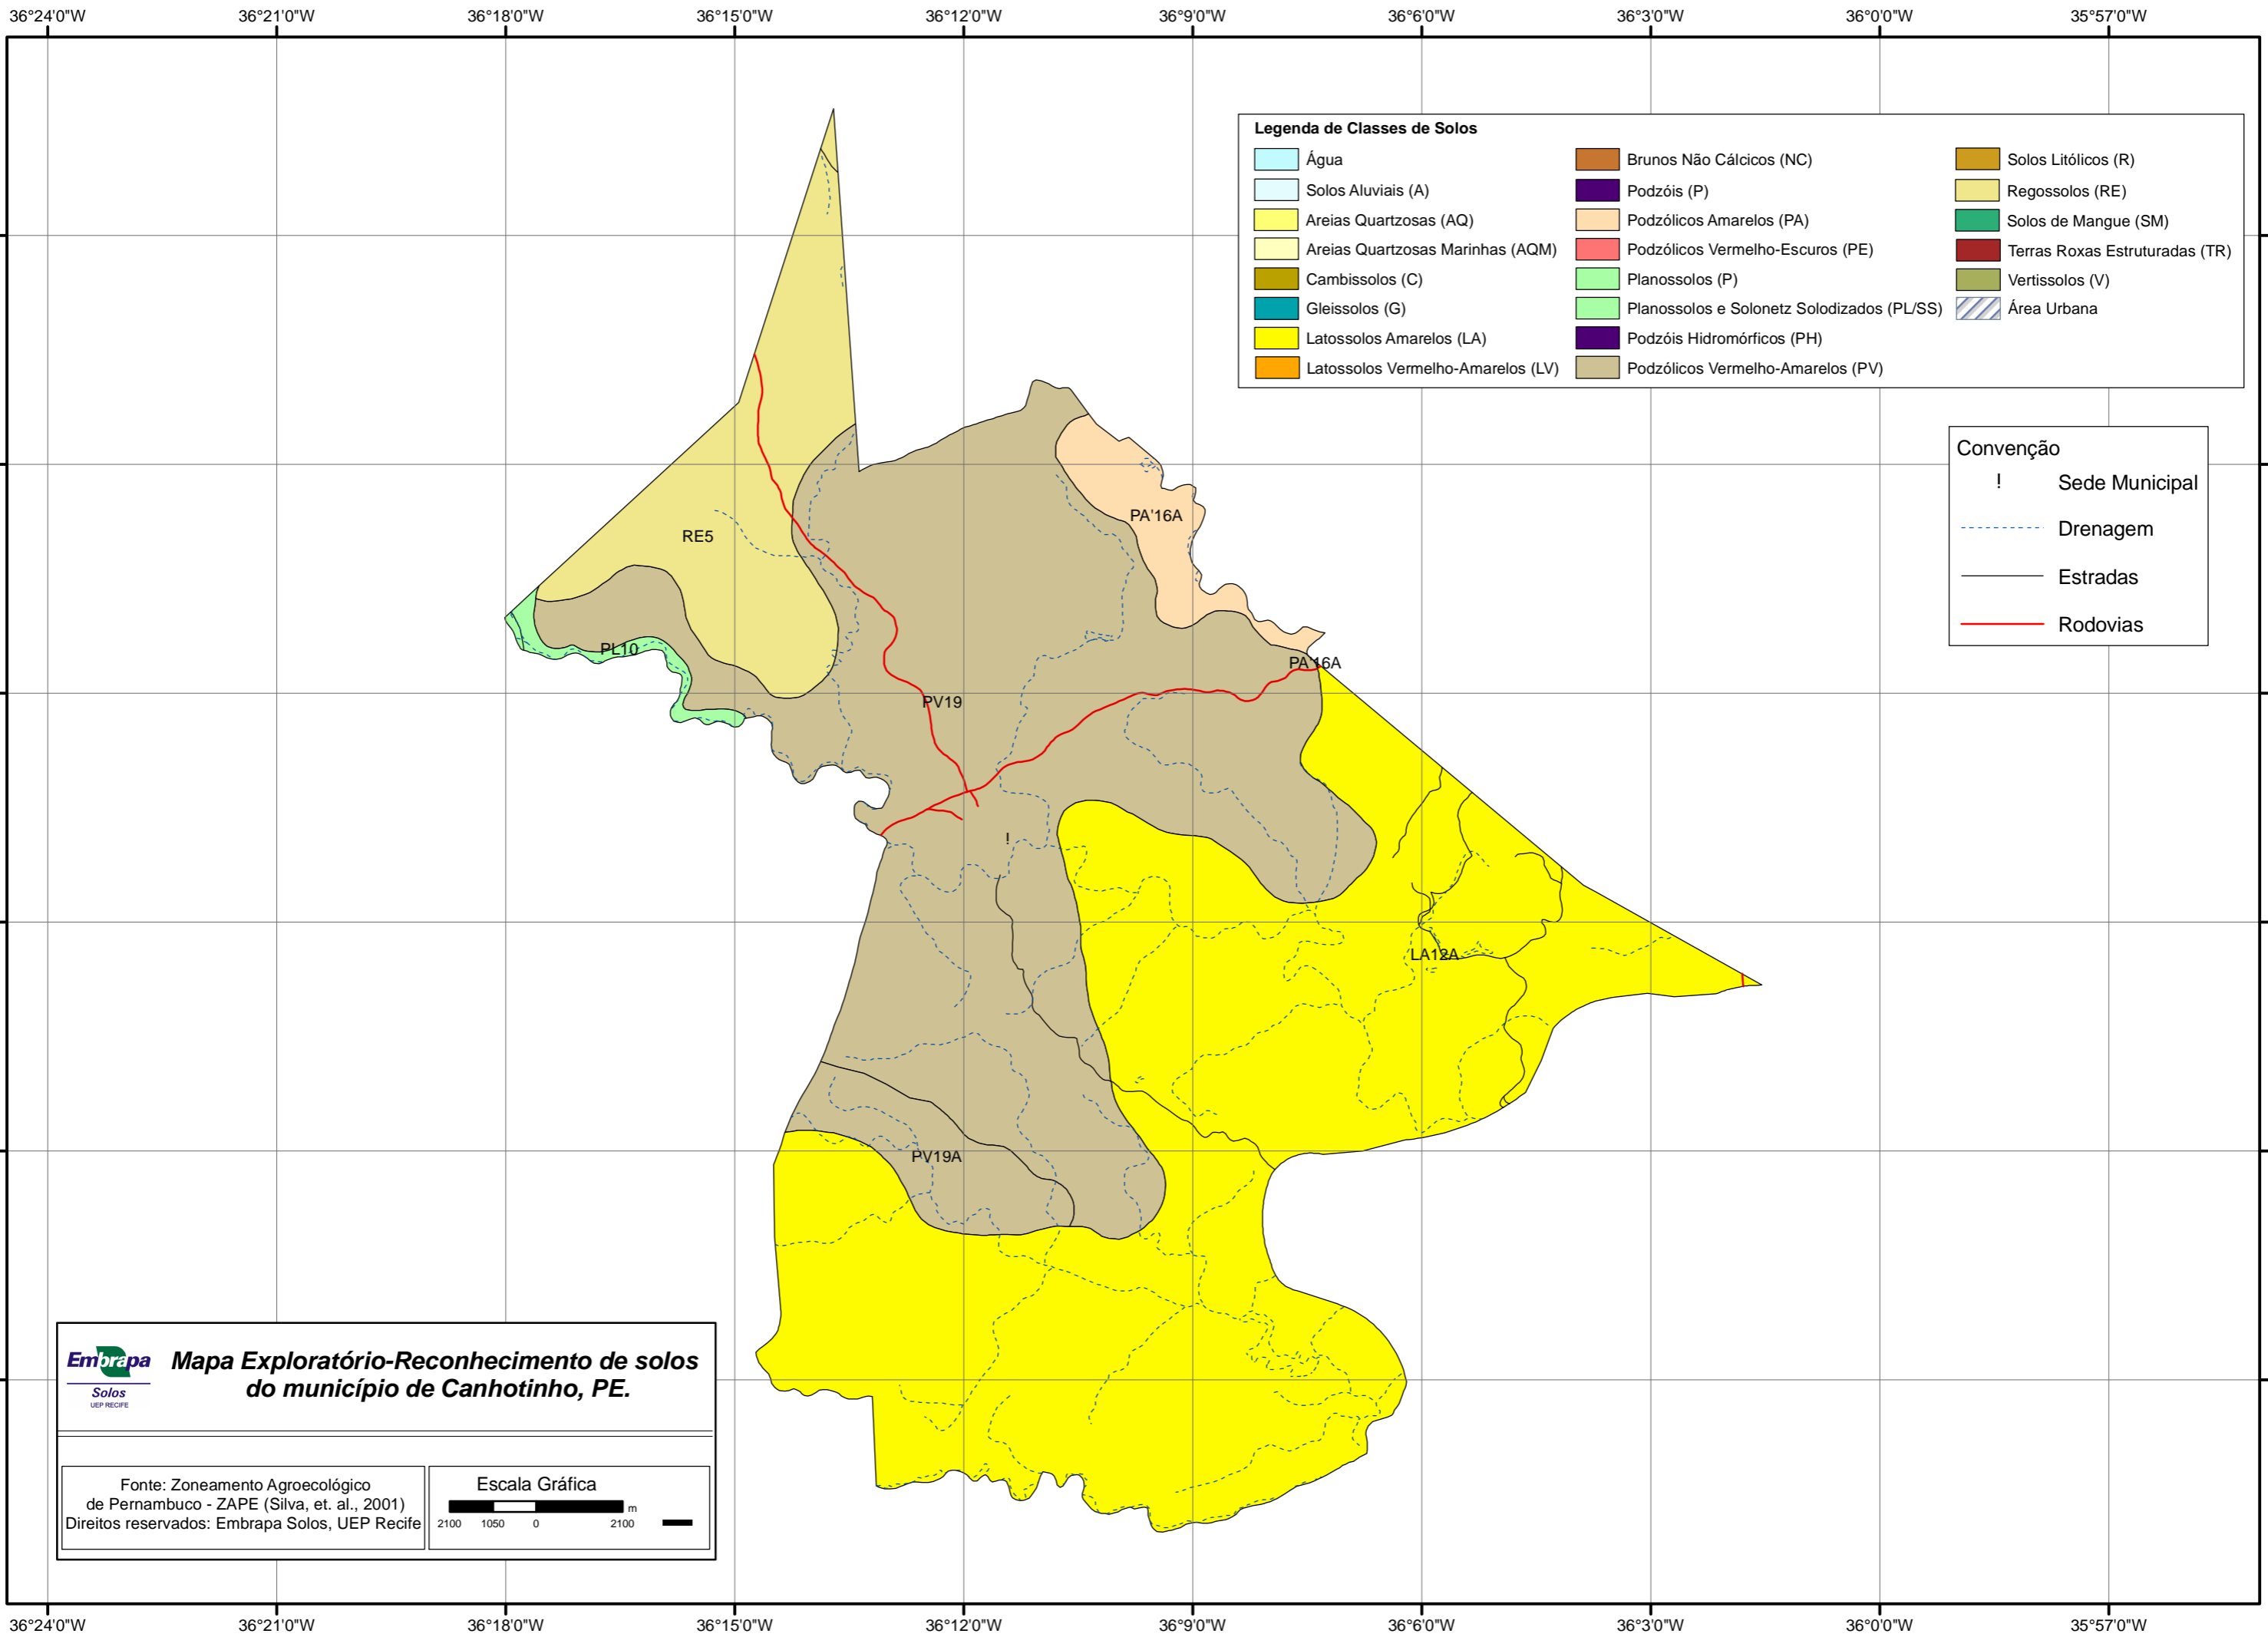 36°24'0"W 36°21'0"W 36°18'0"W 36°15'0"W 36°12'0"W 36°9'0"W 36°6'0"W 36°3'0"W 36°0'0"W 35°57'0"W
Legenda de Classes de Solos
Água
Solos Aluviais (A)
Areias Quartzosas (AQ)
Areias Quartzosas Marinhas (AQM)
Cambissolos (C)
Gleissolos (G)
Latossolos Amarelos (LA)
Latossolos Vermelho-Amarelos (LV)
Brunos Não Cálcicos (NC)
Podzóis (P)
Podzólicos Amarelos (PA)
Podzólicos Vermelho-Escuros (PE)
Planossolos (P)
Planossolos e Solonetz Solodizados (PL/SS)
Podzóis Hidromórficos (PH)
Podzólicos Vermelho-Amarelos (PV)
Solos Litólicos (R)
Regossolos (RE)
Solos de Mangue (SM)
Terras Roxas Estruturadas (TR)
Vertissolos (V)
Área Urbana
Convenção
! Sede Municipal
Drenagem
Estradas
Rodovias
PA'16A
RE5
PL10
PA'16A
PV19
!
LA12A
PV19A
Embrapa
Solos
UEP RECIFE
Mapa Exploratório-Reconhecimento de solos
do município de Canhotinho, PE.
Fonte: Zoneamento Agroecológico
de Pernambuco - ZAPE (Silva, et. al., 2001)
Direitos reservados: Embrapa Solos, UEP Recife
Escala Gráfica
m
2100 1050 0 2100
36°24'0"W 36°21'0"W 36°18'0"W 36°15'0"W 36°12'0"W 36°9'0"W 36°6'0"W 36°3'0"W 36°0'0"W 35°57'0"W